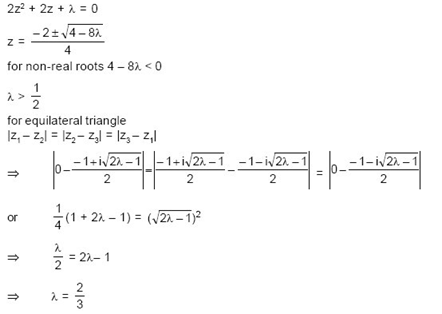 2z² + 2z + λ = 0
z = (−2 ± √(4 − 8λ)) / 4
for non-real roots 4 – 8λ < 0
λ > 1/2
for equilateral triangle
|z₁ – z₂| = |z₂ – z₃| = |z₃ – z₁|
⇒ |0 − (−1 + i√(2λ − 1))/2| = |(−1 + i√(2λ − 1))/2 − (−1 − i√(2λ − 1))/2| = |0 − (−1 − i√(2λ − 1))/2|
or 1/4 (1 + 2λ – 1) = (√(2λ − 1))²
⇒ λ/2 = 2λ – 1
⇒ λ = 2/3